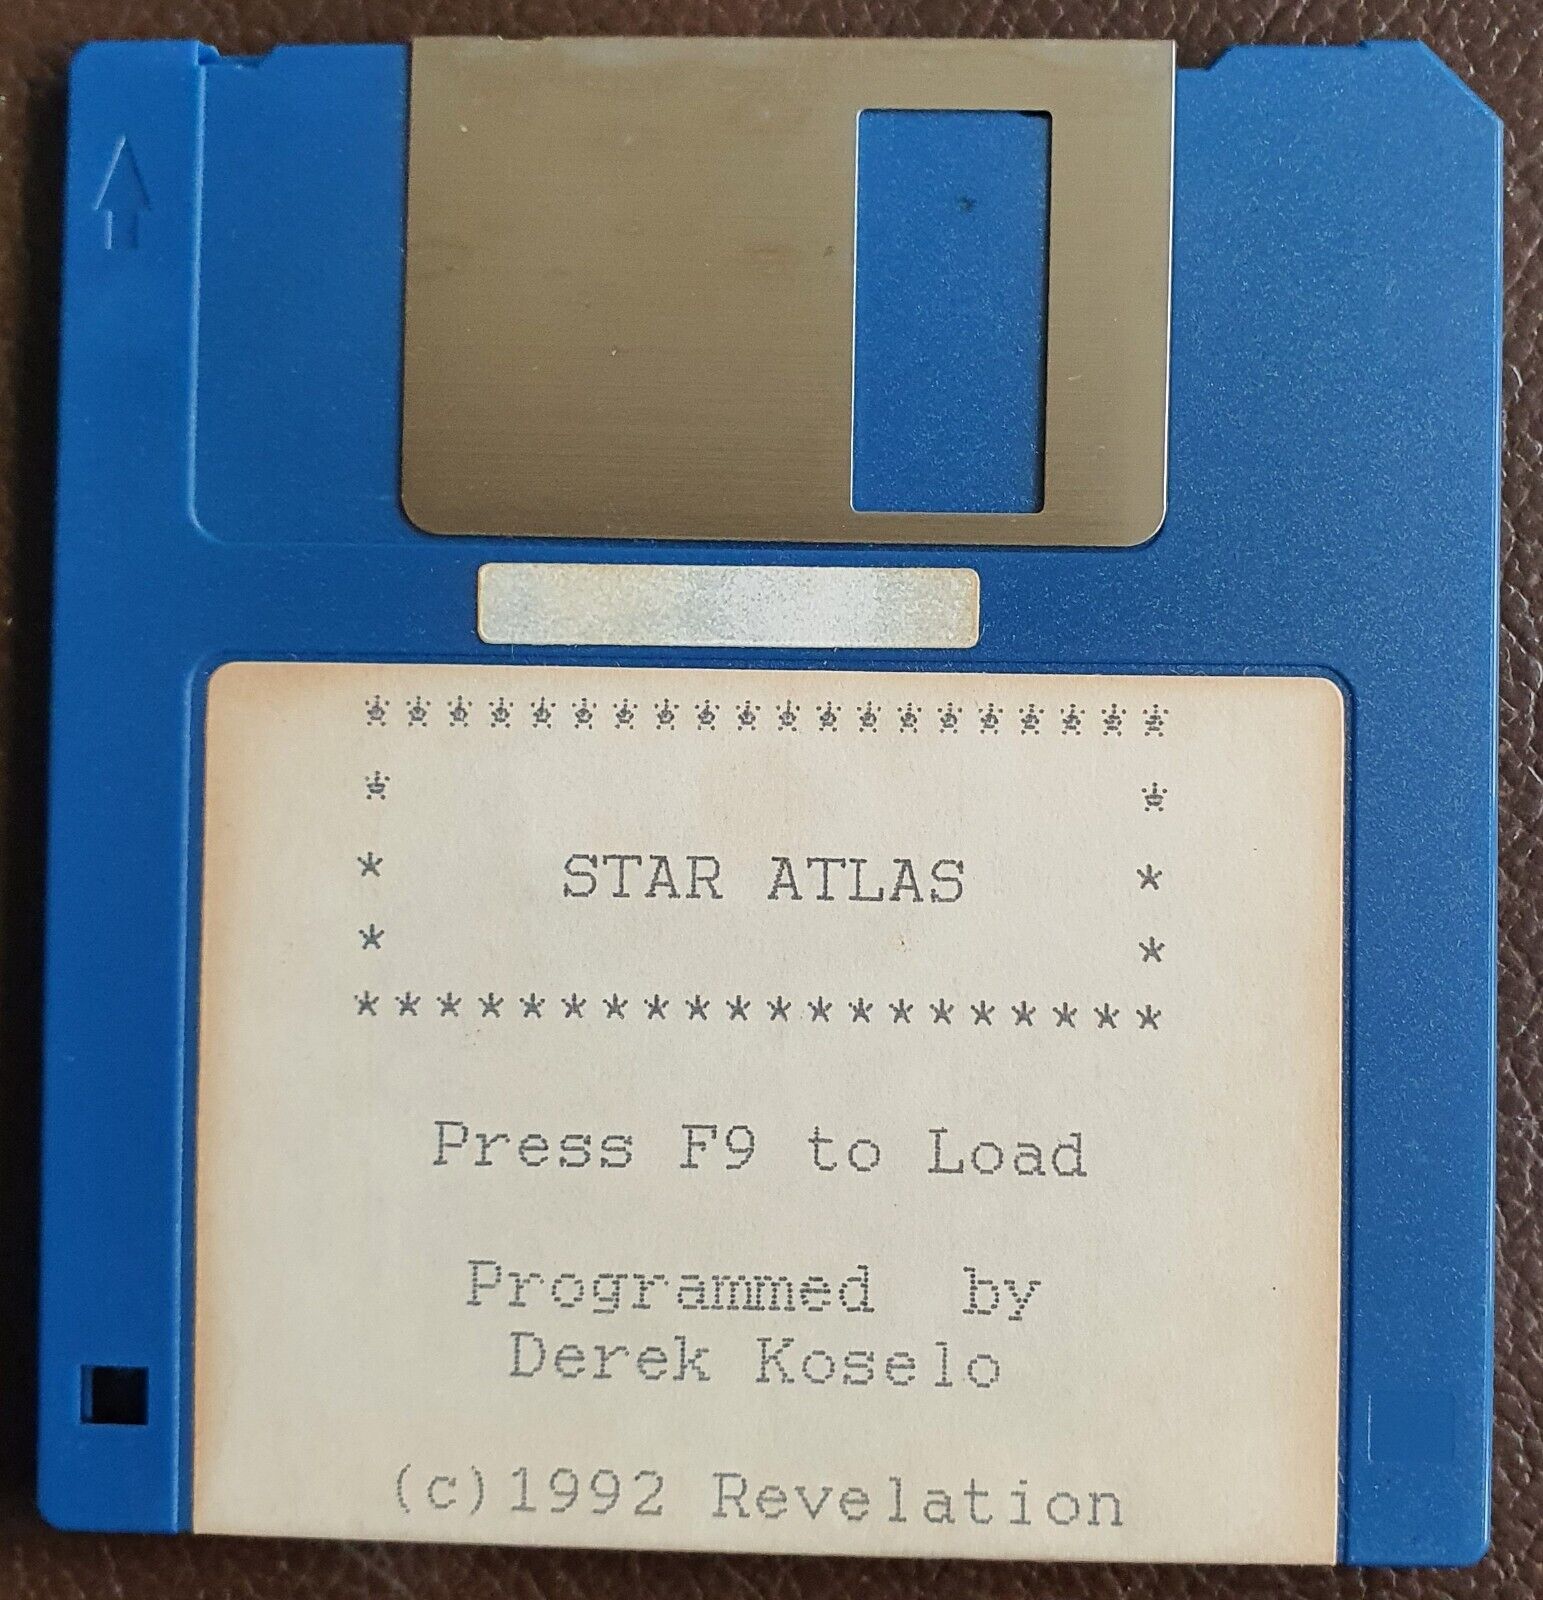 * * * * * * * * * * * * * * * * * * * *
* *
* STAR ATLAS *
* *
* * * * * * * * * * * * * * * * * * * *
Press F9 to Load
Programmed by
Derek Koselo
(c)1992 Revelation